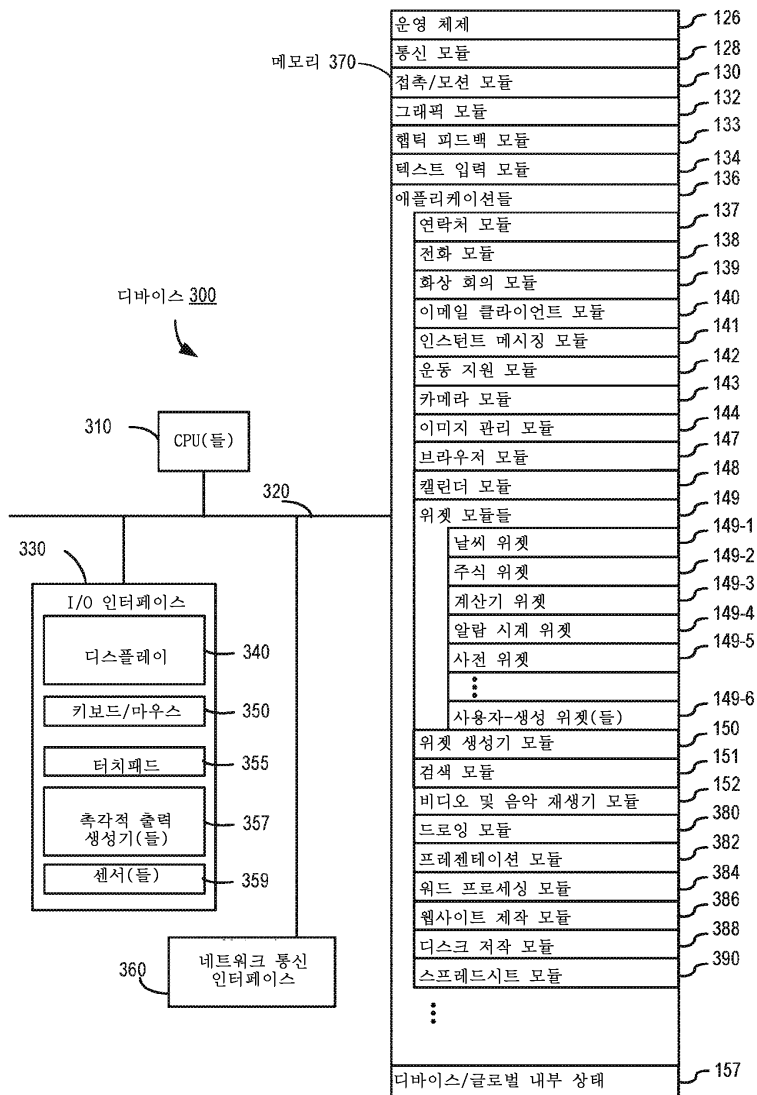 운영 체제 126
메모리 370
통신 모듈 128
접촉/모션 모듈 130
그래픽 모듈 132
햅틱 피드백 모듈 133
텍스트 입력 모듈 134
애플리케이션들 136
연락처 모듈 137
전화 모듈 138
화상 회의 모듈 139
이메일 클라이언트 모듈 140
인스턴트 메시징 모듈 141
운동 지원 모듈 142
카메라 모듈 143
이미지 관리 모듈 144
브라우저 모듈 147
캘린더 모듈 148
위젯 모듈들 149
날씨 위젯 149-1
주식 위젯 149-2
계산기 위젯 149-3
알람 시계 위젯 149-4
사전 위젯 149-5
사용자-생성 위젯(들) 149-6
위젯 생성기 모듈 150
검색 모듈 151
비디오 및 음악 재생기 모듈 152
드로잉 모듈 380
프레젠테이션 모듈 382
워드 프로세싱 모듈 384
웹사이트 제작 모듈 386
디스크 저작 모듈 388
스프레드시트 모듈 390
디바이스/글로벌 내부 상태 157
디바이스 300
310
CPU(들)
320
330
I/O 인터페이스
디스플레이 340
키보드/마우스 350
터치패드 355
촉각적 출력
생성기(들) 357
센서(들) 359
360
네트워크 통신
인터페이스